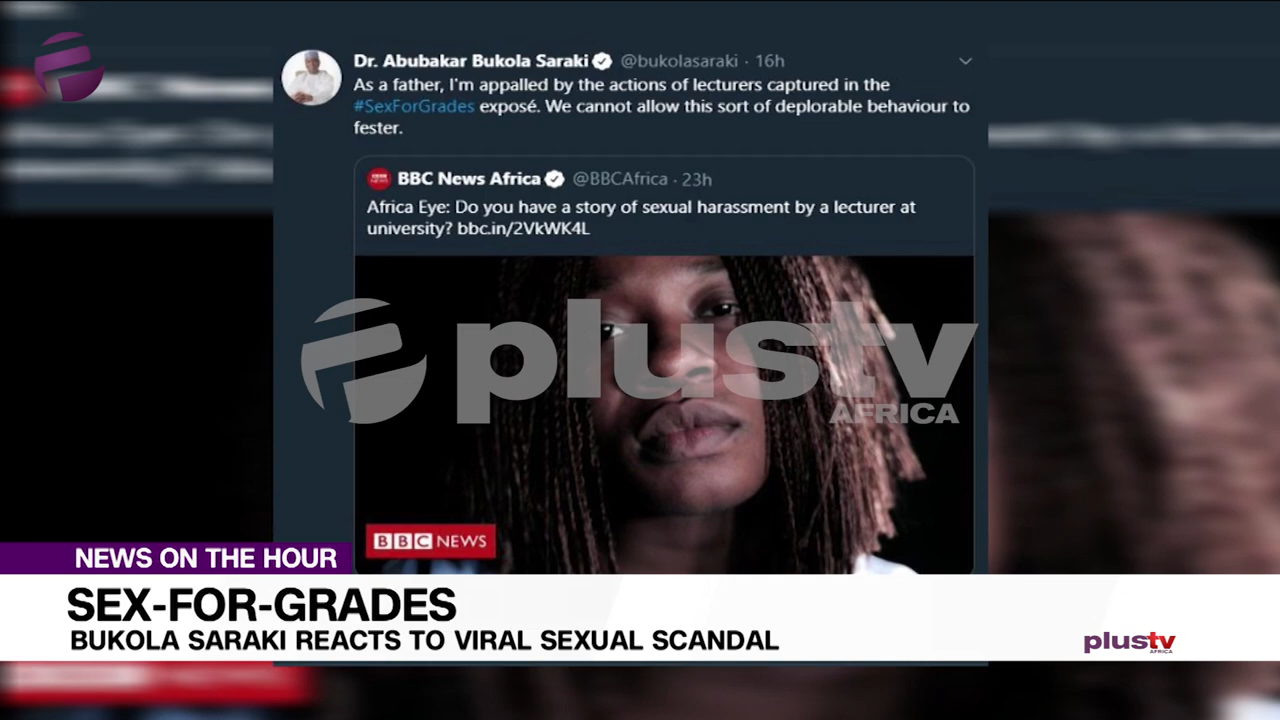 Dr. Abubakar Bukola Saraki @bukolasaraki · 16h
As a father, I'm appalled by the actions of lecturers captured in the
#SexForGrades exposé. We cannot allow this sort of deplorable behaviour to
fester.
BBC NEWS
BBC News Africa @BBCAfrica · 23h
Africa Eye: Do you have a story of sexual harassment by a lecturer at
university? bbc.in/2VkWK4L
plustv
AFRICA
BBC NEWS
NEWS ON THE HOUR
SEX-FOR-GRADES
BUKOLA SARAKI REACTS TO VIRAL SEXUAL SCANDAL
plustv
AFRICA